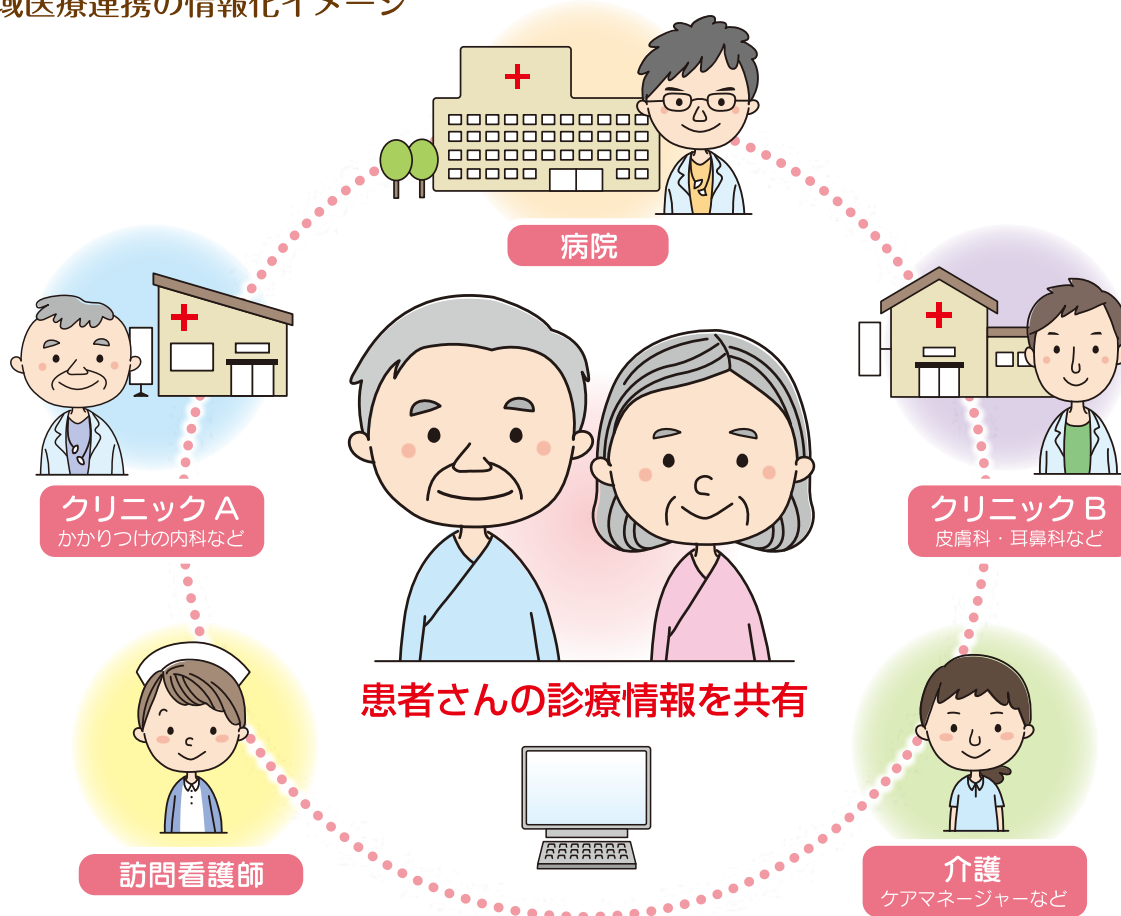 域医療連携の情報化イメージ
病院
クリニック A
かかりつけの内科など
クリニック B
皮膚科・耳鼻科など
患者さんの診療情報を共有
訪問看護師
介護
ケアマネージャーなど